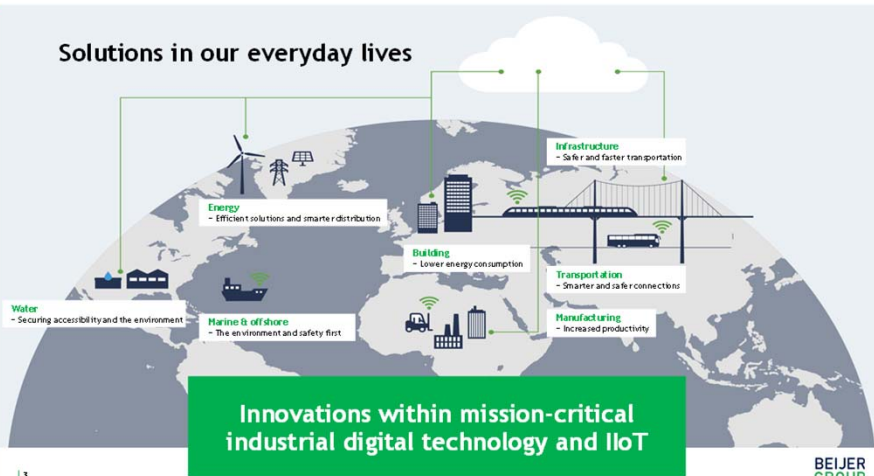 Solutions in our everyday lives
Infrastructure
- Safer and faster transportation
Energy
- Efficient solutions and smarter distribution
Building
- Lower energy consumption
Transportation
- Smarter and safer connections
Water
- Securing accessibility and the environment
Marine & offshore
- The environment and safety first
Manufacturing
- Increased productivity
Innovations within mission-critical
industrial digital technology and IIoT
| 3
BEIJER
GROUP